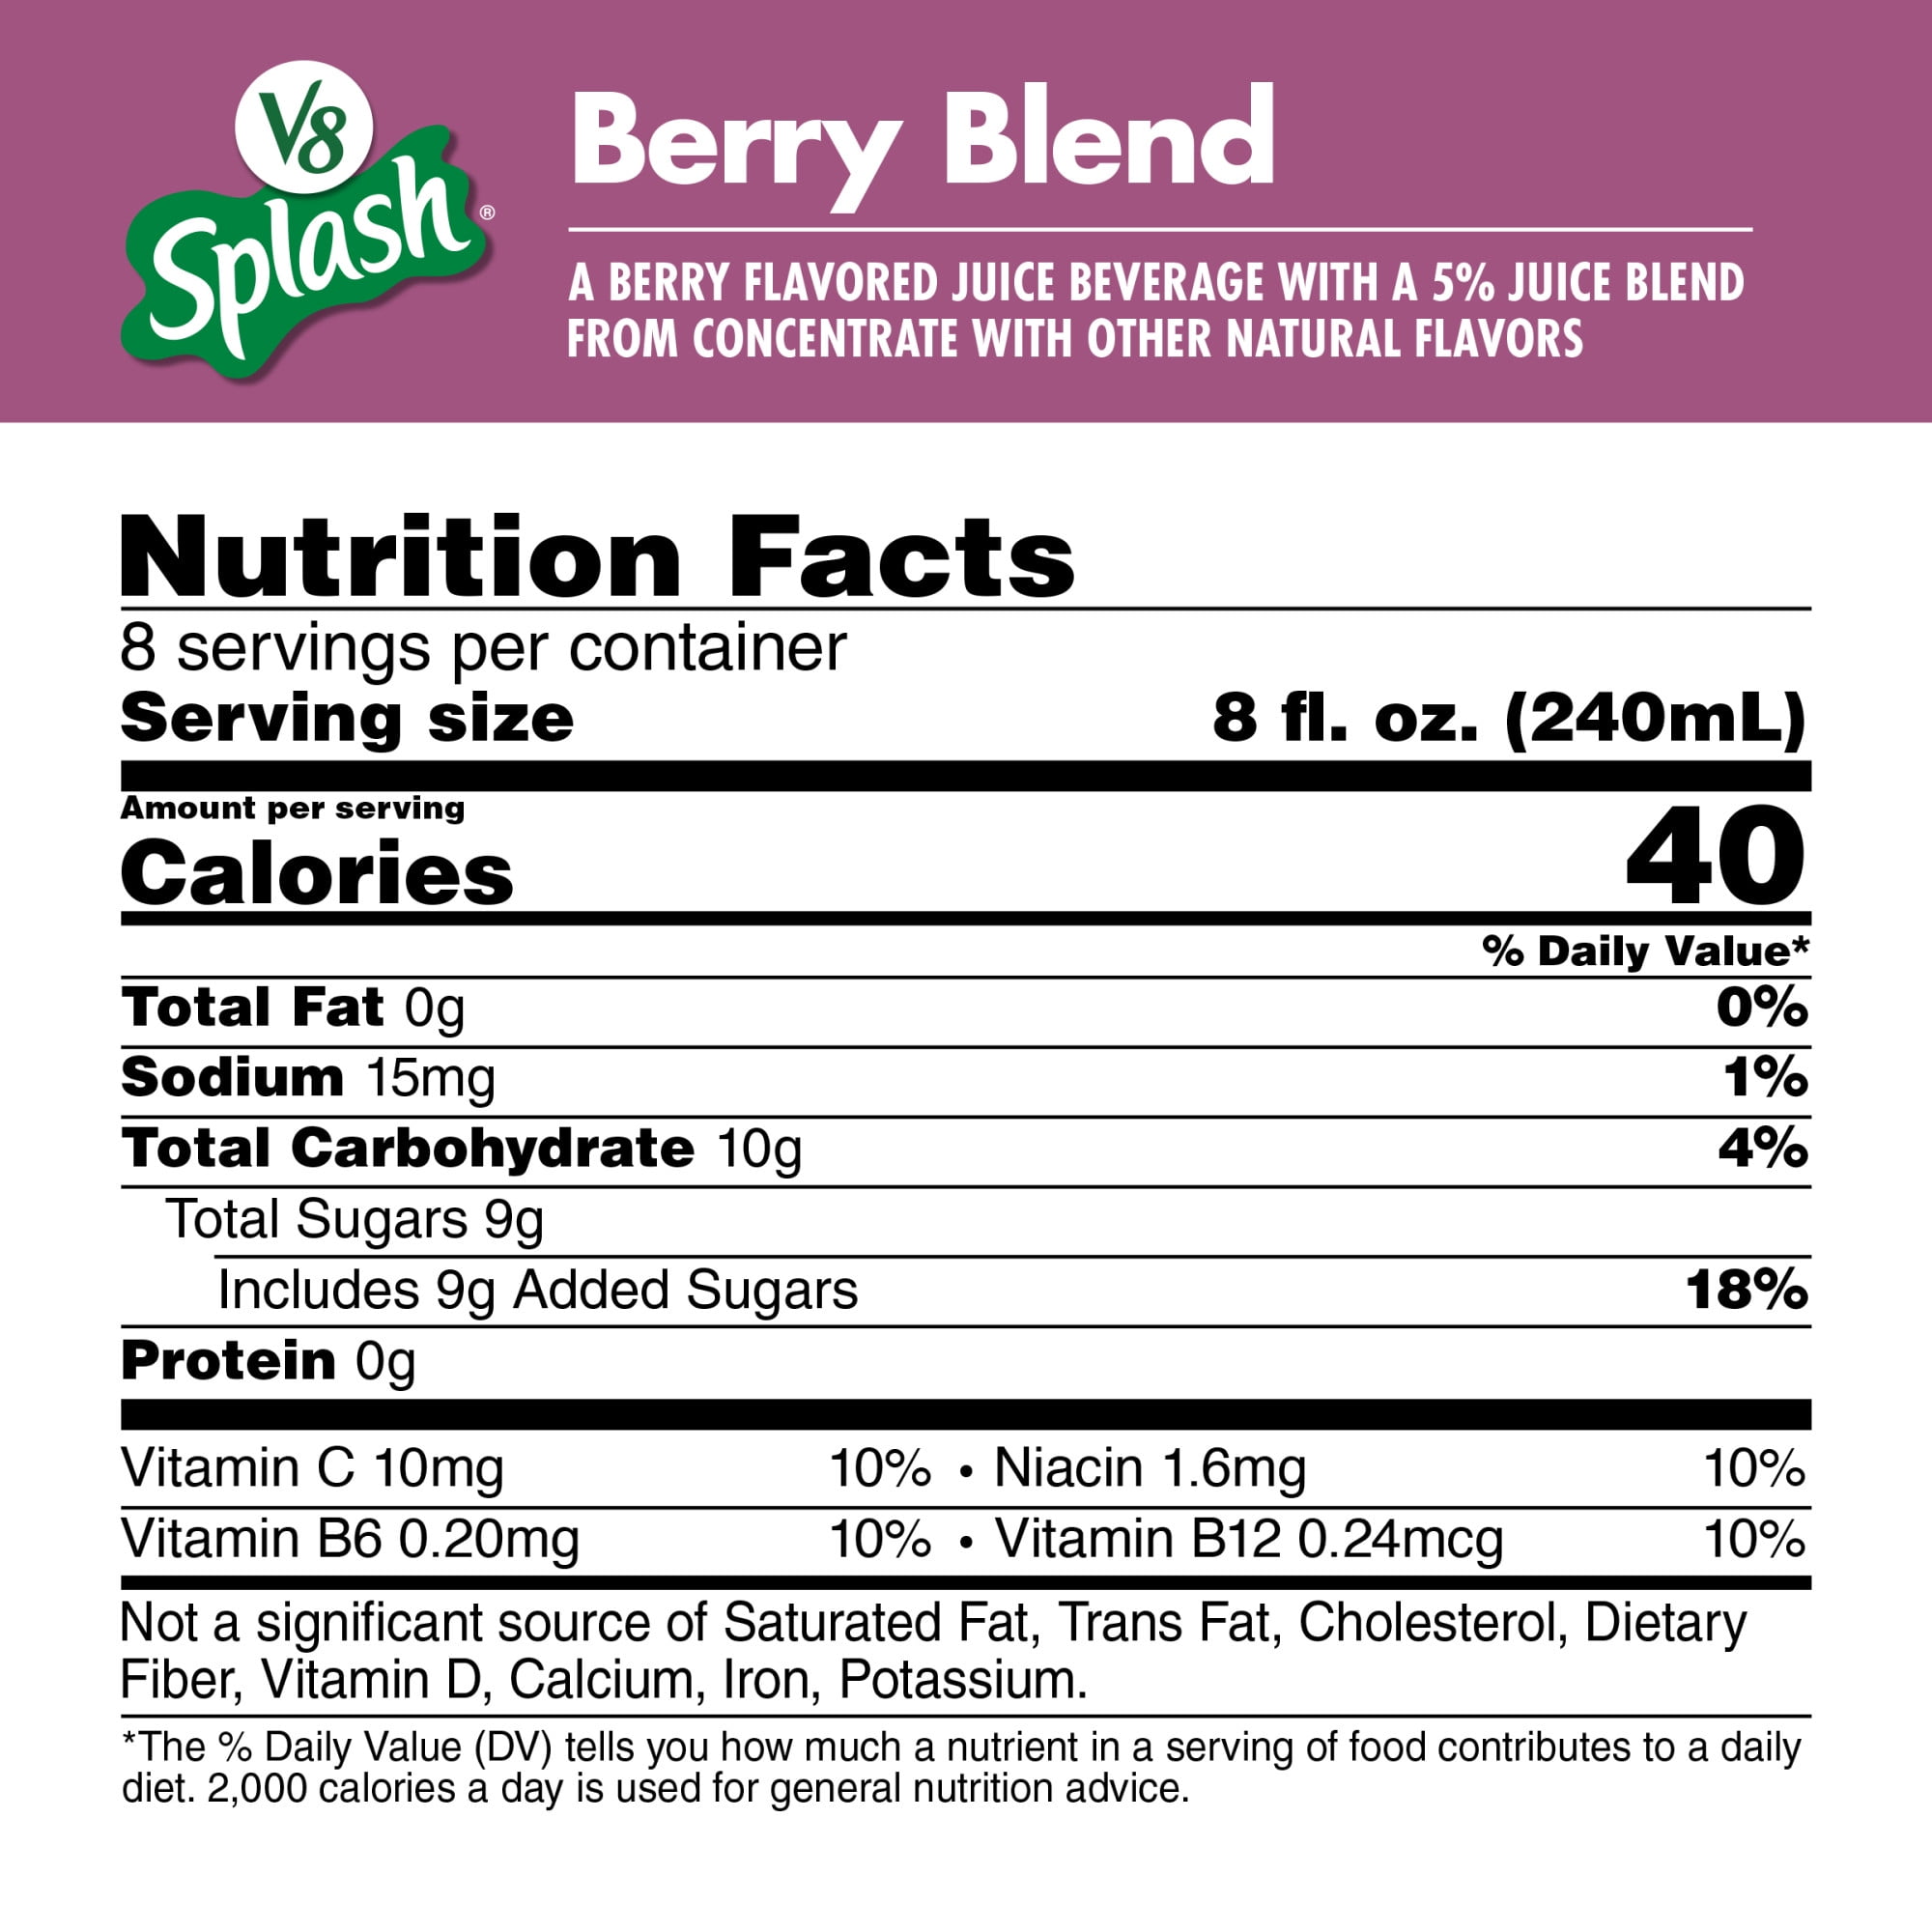 V8
Splash®
Berry Blend
A BERRY FLAVORED JUICE BEVERAGE WITH A 5% JUICE BLEND
FROM CONCENTRATE WITH OTHER NATURAL FLAVORS
Nutrition Facts
8 servings per container
Serving size 8 fl. oz. (240mL)
Amount per serving
Calories 40
% Daily Value*
Total Fat 0g 0%
Sodium 15mg 1%
Total Carbohydrate 10g 4%
Total Sugars 9g
Includes 9g Added Sugars 18%
Protein 0g
Vitamin C 10mg 10% • Niacin 1.6mg 10%
Vitamin B6 0.20mg 10% • Vitamin B12 0.24mcg 10%
Not a significant source of Saturated Fat, Trans Fat, Cholesterol, Dietary
Fiber, Vitamin D, Calcium, Iron, Potassium.
*The % Daily Value (DV) tells you how much a nutrient in a serving of food contributes to a daily
diet. 2,000 calories a day is used for general nutrition advice.